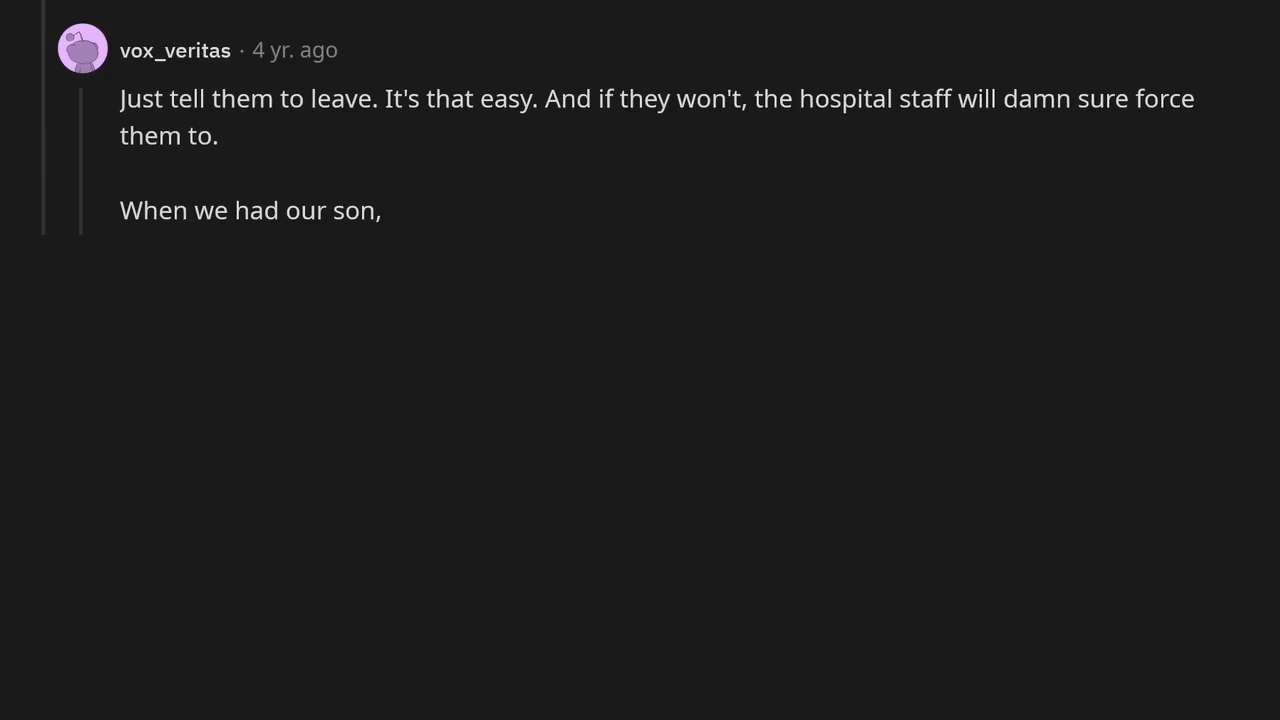 vox_veritas · 4 yr. ago
Just tell them to leave. It's that easy. And if they won't, the hospital staff will damn sure force
them to.
When we had our son,